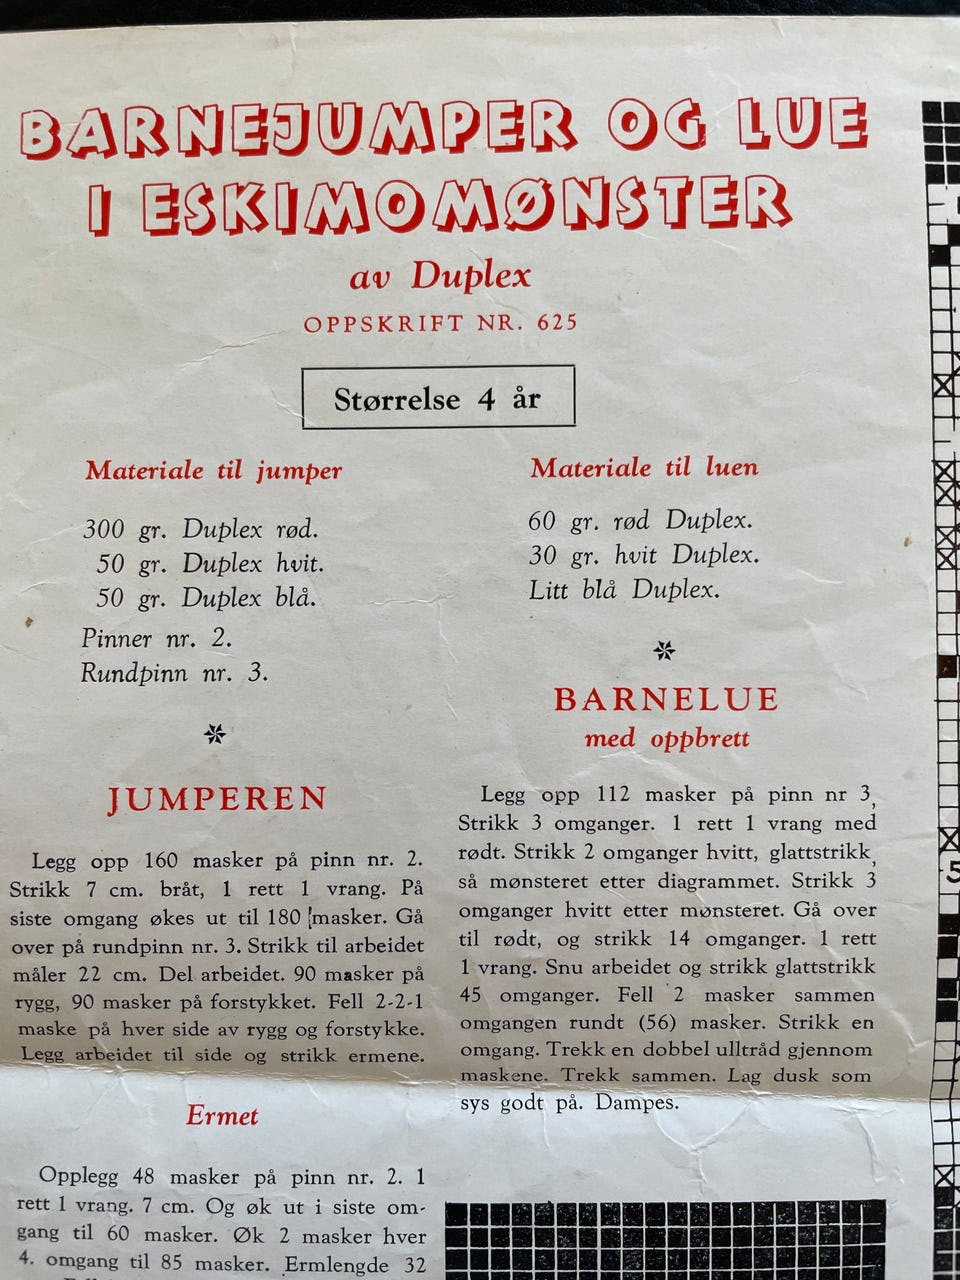 BARNEJUMPER OG LUE
I ESKIMOMØNSTER
av Duplex
OPPSKRIFT NR. 625
Størrelse 4 år
Materiale til jumper
300 gr. Duplex rød.
50 gr. Duplex hvit.
50 gr. Duplex blå.
Pinner nr. 2.
Rundpinn nr. 3.
JUMPEREN
Legg opp 160 masker på pinn nr. 2.
Strikk 7 cm. bråt, 1 rett 1 vrang. På
siste omgang økes ut til 180 masker. Gå
over på rundpinn nr. 3. Strikk til arbeidet
måler 22 cm. Del arbeidet. 90 masker på
rygg, 90 masker på forstykket. Fell 2-2-1
maske på hver side av rygg og forstykke.
Legg arbeidet til side og strikk ermene.
Ermet
Opplegg 48 masker på pinn nr. 2. 1
rett 1 vrang. 7 cm. Og øk ut i siste om-
gang til 60 masker. Øk 2 masker hver
4. omgang til 85 masker. Ermlengde 32
Materiale til luen
60 gr. rød Duplex.
30 gr. hvit Duplex.
Litt blå Duplex.
BARNELUE
med oppbrett
Legg opp 112 masker på pinn nr 3,
Strikk 3 omganger. 1 rett 1 vrang med
rødt. Strikk 2 omganger hvitt, glattstrikk,
så mønsteret etter diagrammet. Strikk 3
omganger hvitt etter mønsteret. Gå over
til rødt, og strikk 14 omganger. 1 rett
1 vrang. Snu arbeidet og strikk glattstrikk
45 omganger. Fell 2 masker sammen
omgangen rundt (56) masker. Strikk en
omgang. Trekk en dobbel ulltråd gjennom
maskene. Trekk sammen. Lag dusk som
sys godt på. Dampes.
5